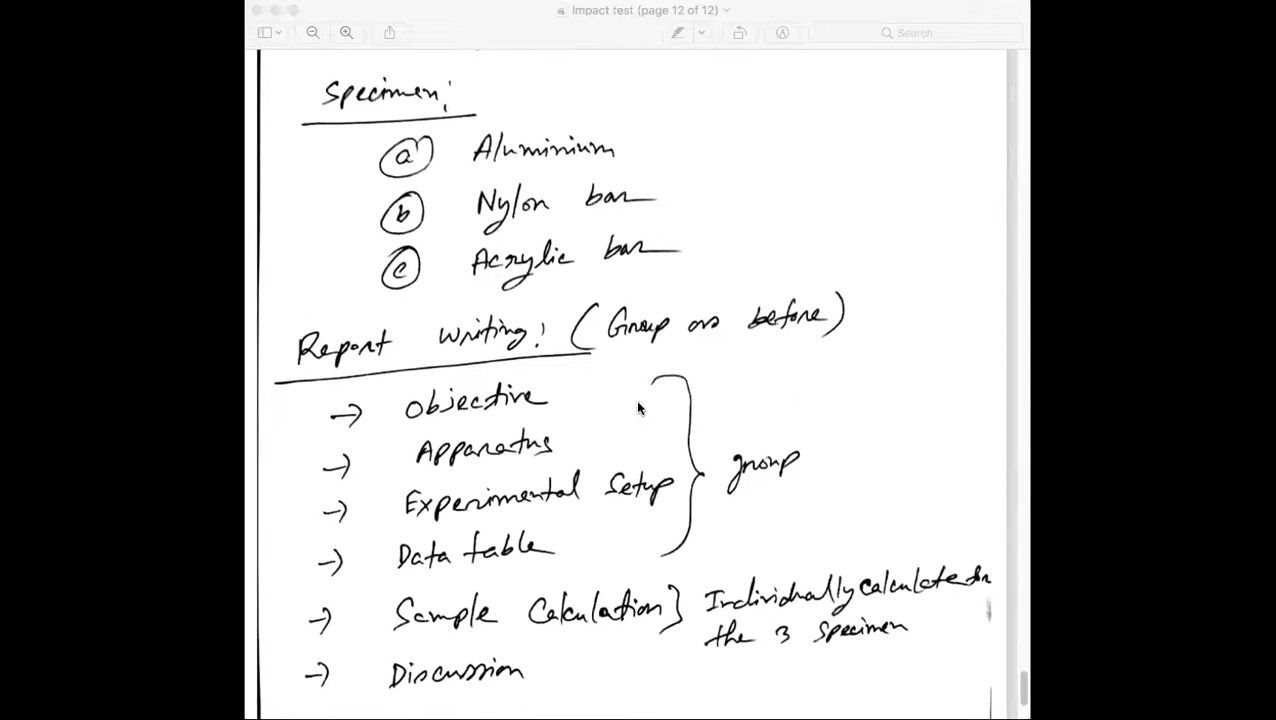 Impact test (page 12 of 12)
Search
Specimen:
a Aluminium
b Nylon bar
c Acrylic bar
Report writing: (Group as before)
→ Objective
→ Apparatus
→ Experimental Setup
→ Data table
} group
→ Sample Calculation } Individually calculate for
the 3 specimen
→ Discussion